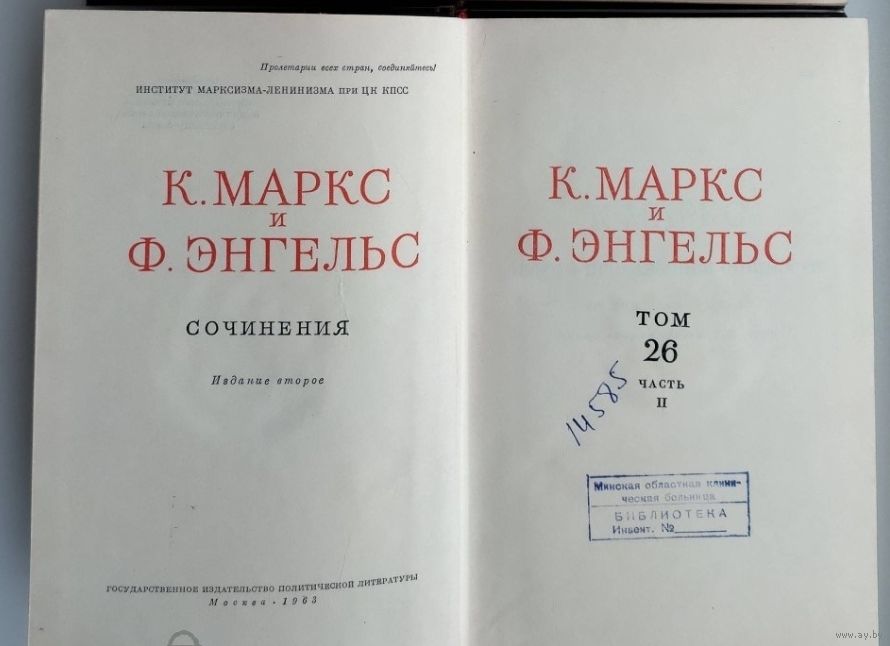 Пролетарии всех стран, соединяйтесь!
ИНСТИТУТ МАРКСИЗМА-ЛЕНИНИЗМА ПРИ ЦК КПСС
К. МАРКС
И
Ф. ЭНГЕЛЬС
СОЧИНЕНИЯ
Издание второе
ГОСУДАРСТВЕННОЕ ИЗДАТЕЛЬСТВО ПОЛИТИЧЕСКОЙ ЛИТЕРАТУРЫ
Москва · 1963
К. МАРКС
И
Ф. ЭНГЕЛЬС
ТОМ
26
ЧАСТЬ
II
14585
Минская областная клини-
ческая больница
БИБЛИОТЕКА
Инвент. №
www.ay.by